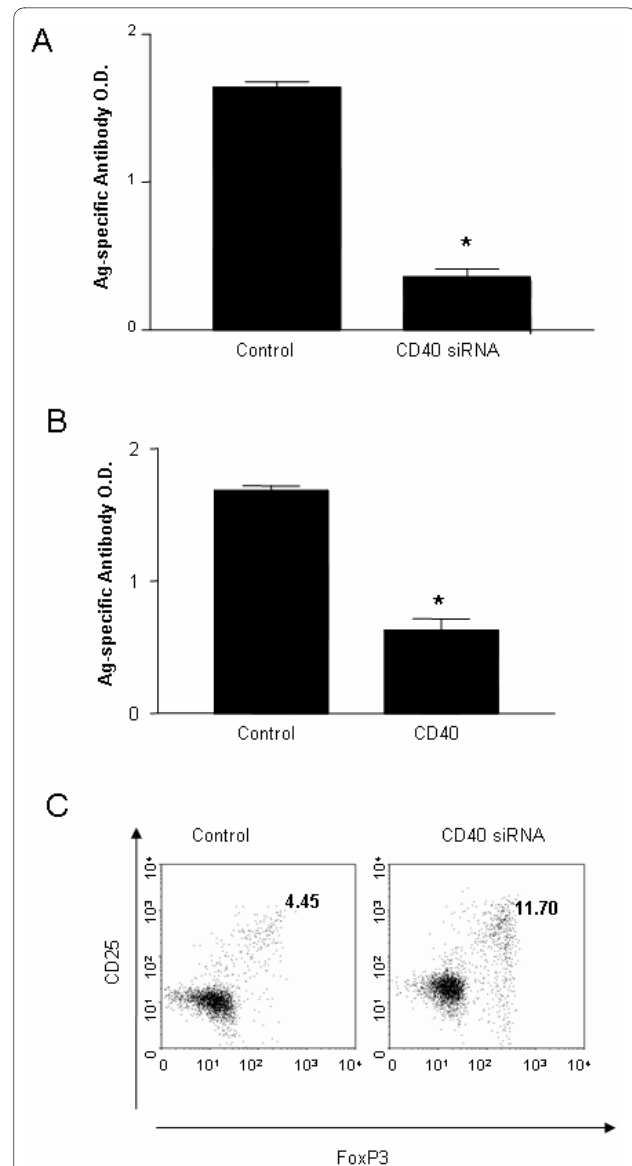 A
Ag-specific Antibody O.D.
2
1
0
*
Control CD40 siRNA
B
Ag-specific Antibody O.D.
2
1
0
*
Control CD40
C
Control CD40 siRNA
CD25
10⁴
10³
10²
10¹
0
4.45
0 10¹ 10² 10³ 10⁴
10⁴
10³
10²
10¹
0
11.70
0 10¹ 10² 10³ 10⁴
FoxP3